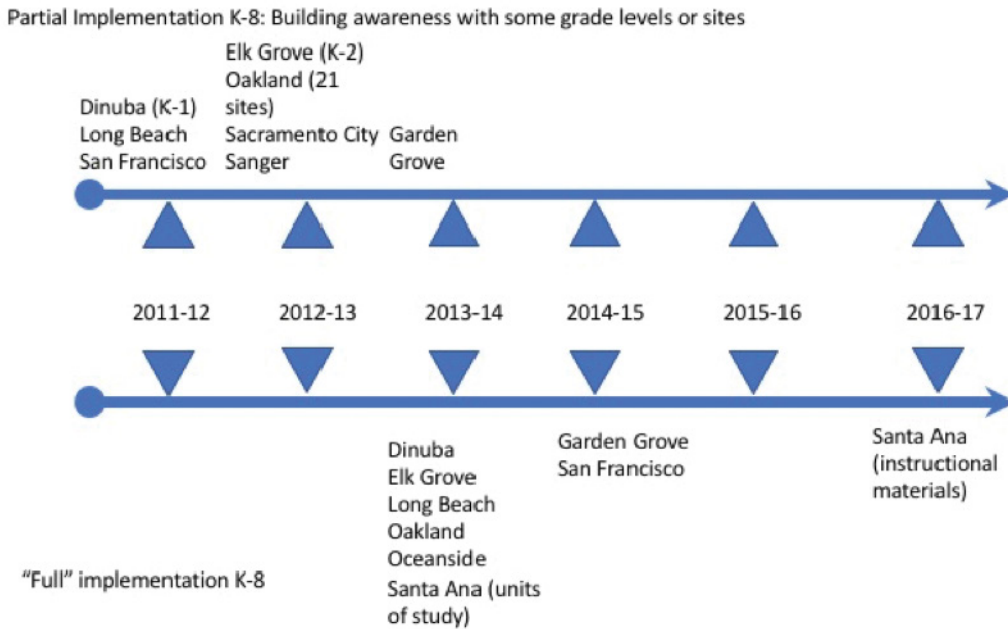 Partial Implementation K-8: Building awareness with some grade levels or sites
Dinuba (K-1)
Long Beach
San Francisco
Elk Grove (K-2)
Oakland (21
sites)
Sacramento City
Sanger
Garden
Grove
2011-12
2012-13
2013-14
2014-15
2015-16
2016-17
Dinuba
Elk Grove
Long Beach
Oakland
Oceanside
Santa Ana (units
of study)
Garden Grove
San Francisco
Santa Ana
(instructional
materials)
“Full” implementation K-8